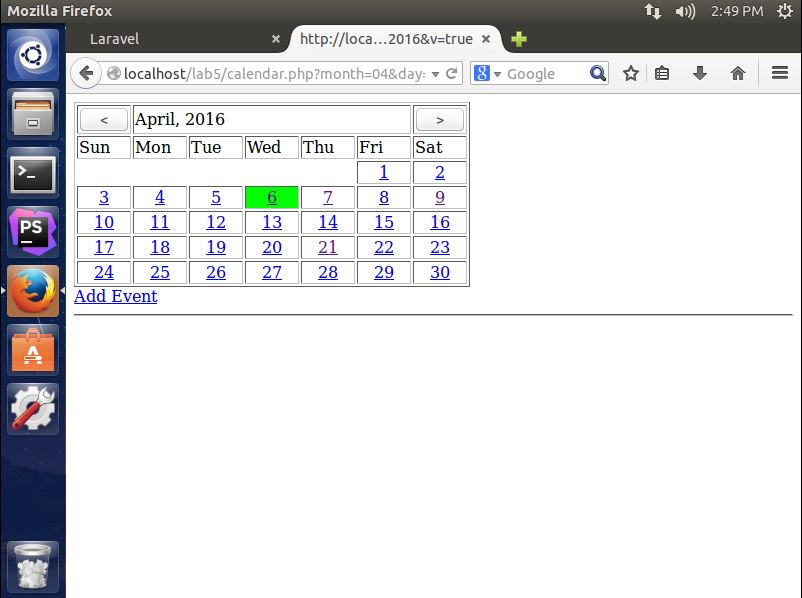 Mozilla Firefox 2:49 PM
Laravel × http://loca...2016&v=true ×
localhost/lab5/calendar.php?month=04&day= 8 Google
< April, 2016 >
Sun Mon Tue Wed Thu Fri Sat
1 2
3 4 5 6 7 8 9
10 11 12 13 14 15 16
17 18 19 20 21 22 23
24 25 26 27 28 29 30
Add Event
>_
PS
A